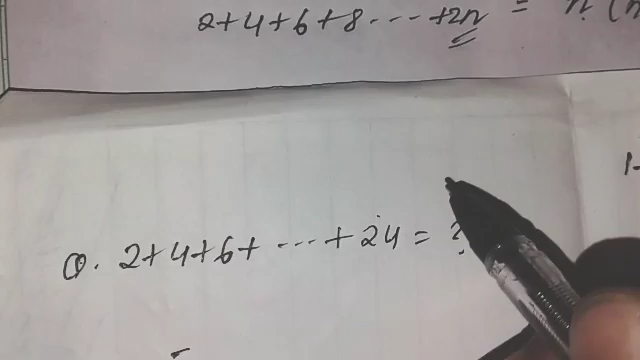 2+4+6+8 .... +2n =
Q. 2+4+6+ .... +24 = ?